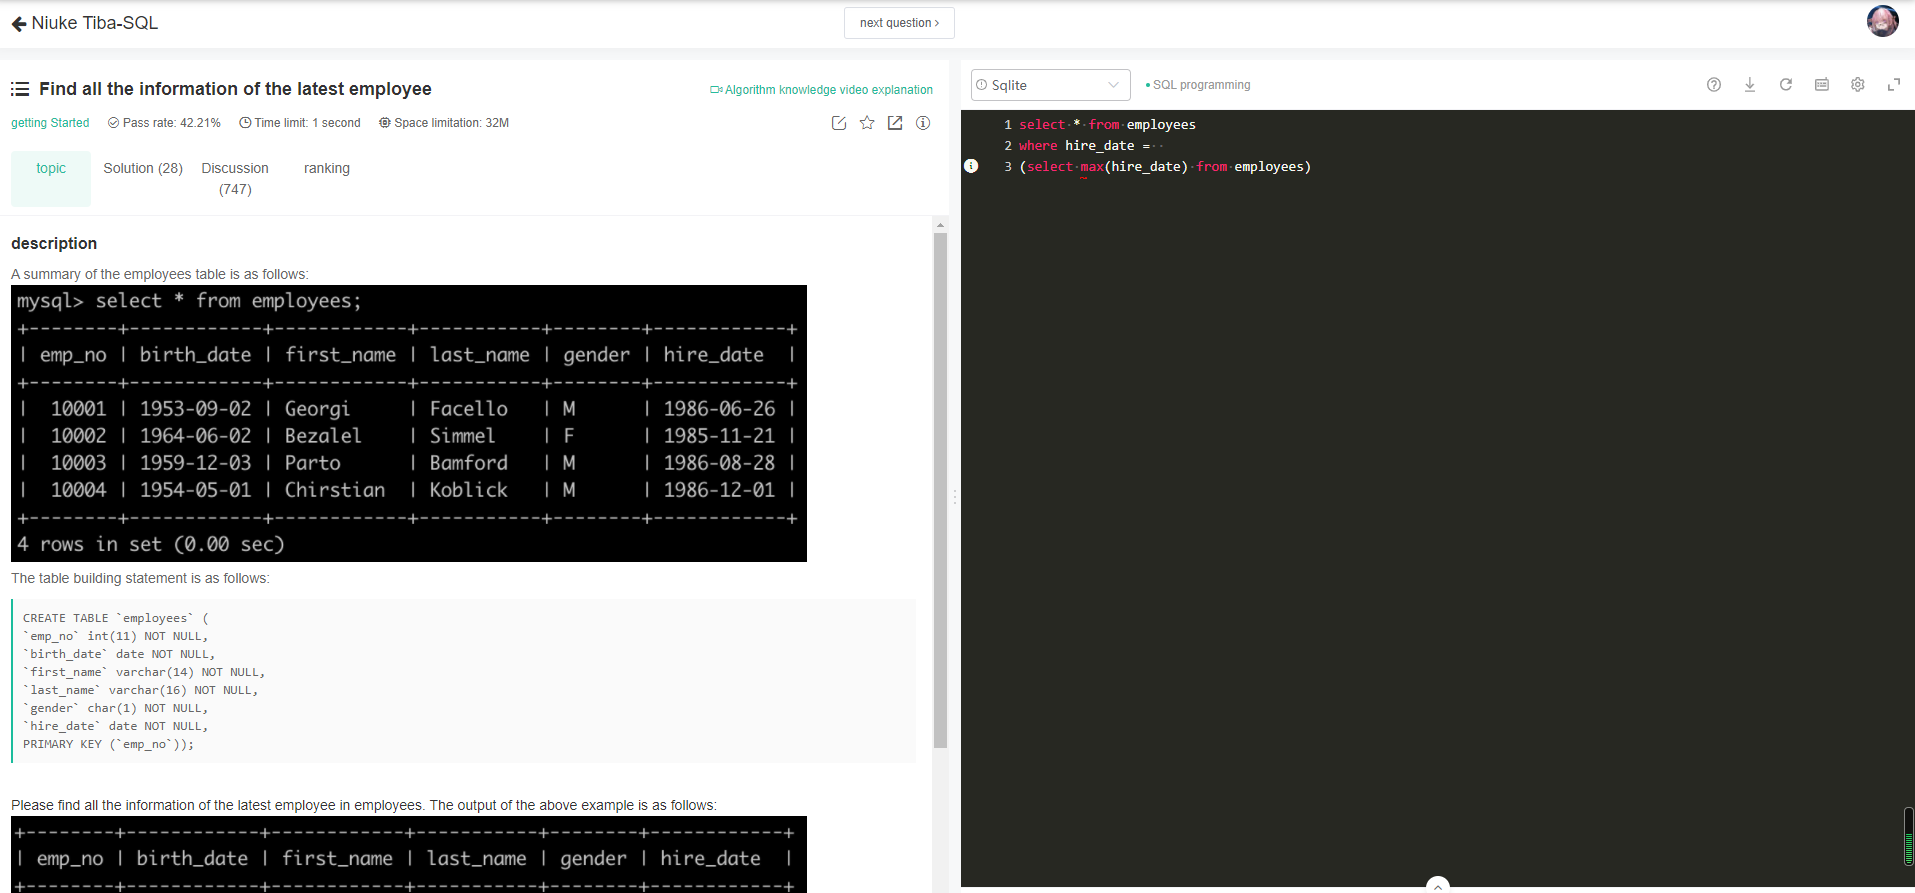 Niuke Tiba-SQL
next question ›
Find all the information of the latest employee
Algorithm knowledge video explanation
getting Started Pass rate: 42.21% Time limit: 1 second Space limitation: 32M
topic Solution (28) Discussion (747) ranking
description
A summary of the employees table is as follows:
mysql> select * from employees;
+--------+------------+------------+-----------+--------+------------+
| emp_no | birth_date | first_name | last_name | gender | hire_date  |
+--------+------------+------------+-----------+--------+------------+
|  10001 | 1953-09-02 | Georgi     | Facello   | M      | 1986-06-26 |
|  10002 | 1964-06-02 | Bezalel    | Simmel    | F      | 1985-11-21 |
|  10003 | 1959-12-03 | Parto      | Bamford   | M      | 1986-08-28 |
|  10004 | 1954-05-01 | Chirstian  | Koblick   | M      | 1986-12-01 |
+--------+------------+------------+-----------+--------+------------+
4 rows in set (0.00 sec)
The table building statement is as follows:
CREATE TABLE `employees` (
`emp_no` int(11) NOT NULL,
`birth_date` date NOT NULL,
`first_name` varchar(14) NOT NULL,
`last_name` varchar(16) NOT NULL,
`gender` char(1) NOT NULL,
`hire_date` date NOT NULL,
PRIMARY KEY (`emp_no`));
Please find all the information of the latest employee in employees. The output of the above example is as follows:
+--------+------------+------------+-----------+--------+------------+
| emp_no | birth_date | first_name | last_name | gender | hire_date  |
+--------+------------+------------+-----------+--------+------------+
Sqlite
• SQL programming
1 select * from employees
2 where hire_date =
3 (select max(hire_date) from employees)